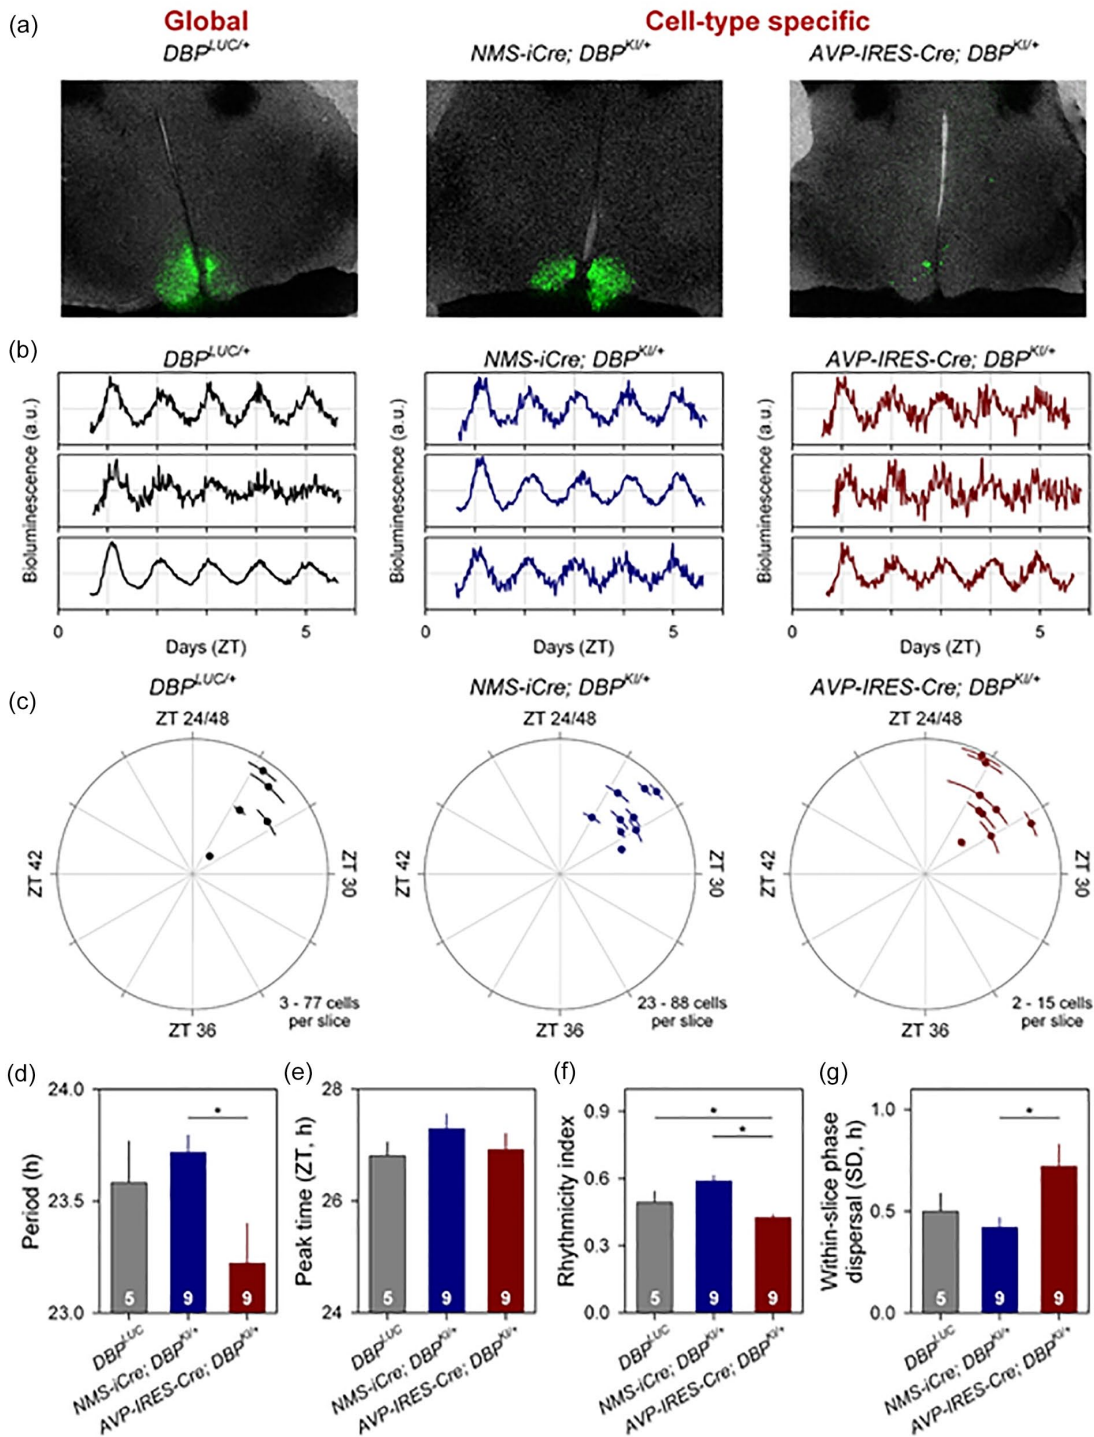 (a)
Global
Cell-type specific
DBP^LUC/+
NMS-iCre; DBP^KI/+
AVP-IRES-Cre; DBP^KI/+
(b)
DBP^LUC/+
NMS-iCre; DBP^KI/+
AVP-IRES-Cre; DBP^KI/+
Bioluminescence (a.u.)
Bioluminescence (a.u.)
Bioluminescence (a.u.)
0
5
0
5
0
5
Days (ZT)
Days (ZT)
Days (ZT)
(c)
DBP^LUC/+
NMS-iCre; DBP^KI/+
AVP-IRES-Cre; DBP^KI/+
ZT 24/48
ZT 24/48
ZT 24/48
ZT 42
ZT 30
ZT 42
ZT 30
ZT 42
ZT 30
3 - 77 cells
per slice
23 - 88 cells
per slice
2 - 15 cells
per slice
ZT 36
ZT 36
ZT 36
(d)
Period (h)
24.0
23.5
23.0
*
5
9
9
DBP^LUC
NMS-iCre; DBP^KI/+
AVP-IRES-Cre; DBP^KI/+
(e)
Peak time (ZT, h)
28
26
24
5
9
9
DBP^LUC
NMS-iCre; DBP^KI/+
AVP-IRES-Cre; DBP^KI/+
(f)
Rhythmicity index
0.9
0.6
0.3
0.0
*
*
5
9
9
DBP^LUC
NMS-iCre; DBP^KI/+
AVP-IRES-Cre; DBP^KI/+
(g)
Within-slice phase
dispersal (SD, h)
1.0
0.5
0.0
*
5
9
9
DBP^LUC
NMS-iCre; DBP^KI/+
AVP-IRES-Cre; DBP^KI/+